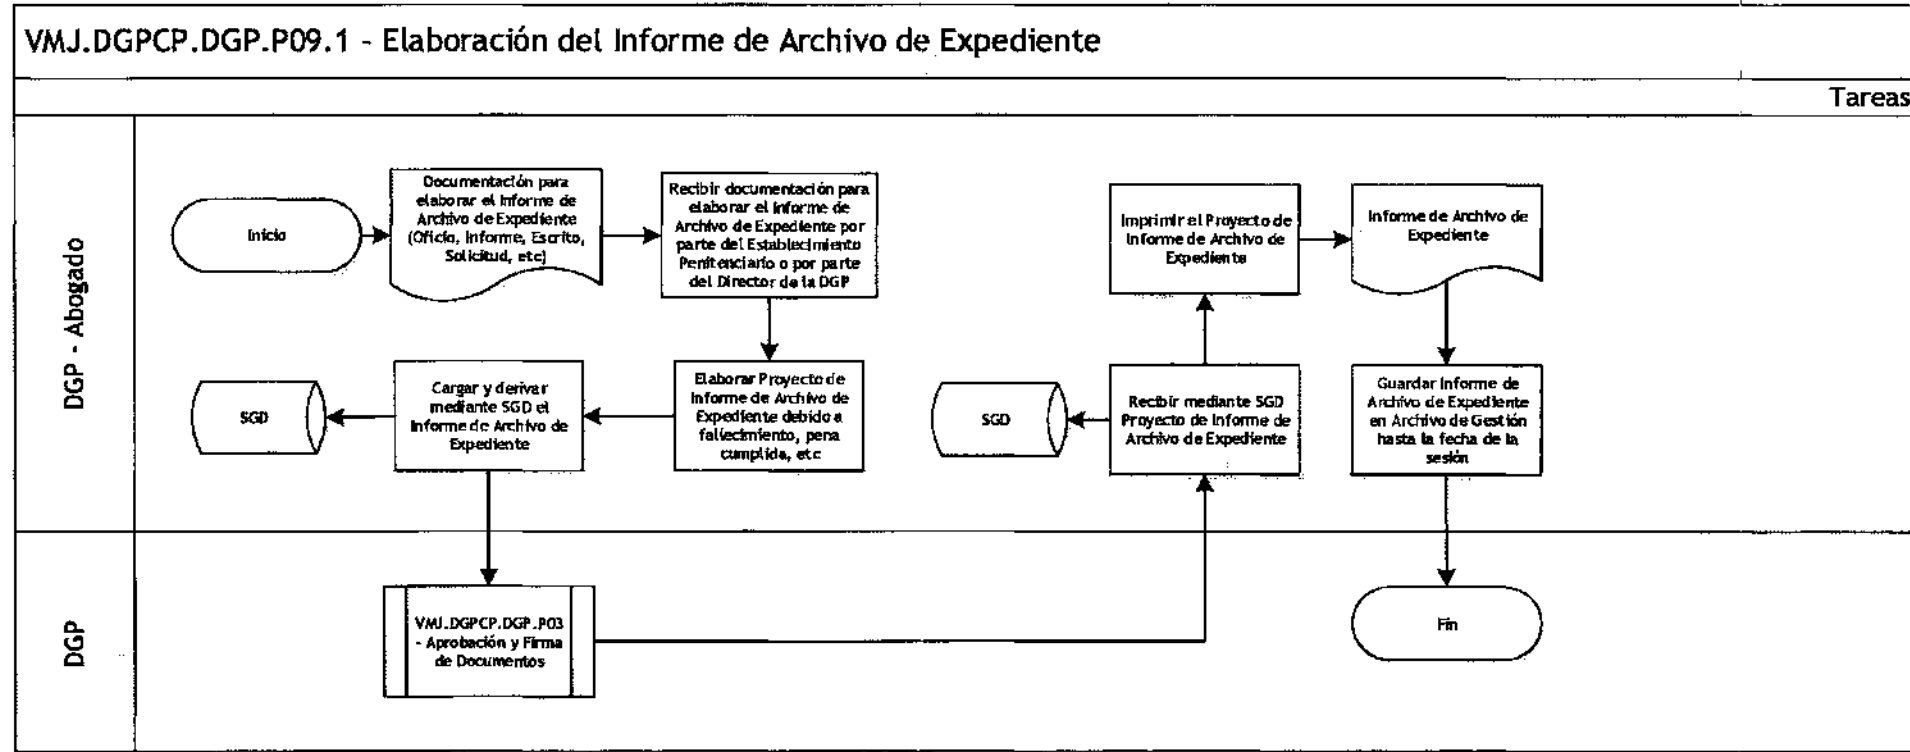 VMJ.DGPCP.DGP.P09.1 - Elaboración del Informe de Archivo de Expediente
Tareas
DGP - Abogado
Inicio
Documentación para
elaborar el Informe de
Archivo de Expediente
(Oficio, Informe, Escrito,
Solicitud, etc)
Recibir documentación para
elaborar el Informe de
Archivo de Expediente por
parte del Establecimiento
Penitenciario o por parte
del Director de la DGP
Imprimir el Proyecto de
Informe de Archivo de
Expediente
Informe de Archivo de
Expediente
SGD
Cargar y derivar
mediante SGD el
Informe de Archivo de
Expediente
Elaborar Proyecto de
Informe de Archivo de
Expediente debido a
fallecimiento, pena
cumplida, etc
SGD
Recibir mediante SGD
Proyecto de Informe de
Archivo de Expediente
Guardar Informe de
Archivo de Expediente
en Archivo de Gestión
hasta la fecha de la
sesión
DGP
VMJ.DGPCP.DGP.P03
- Aprobación y Firma
de Documentos
Fin